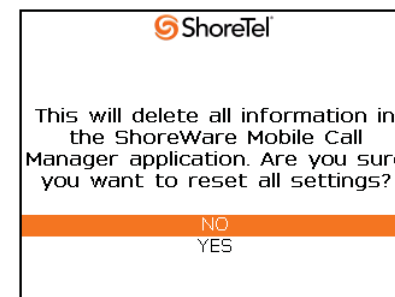 ShoreTel
This will delete all information in
the ShoreWare Mobile Call
Manager application. Are you sure
you want to reset all settings?
NO
YES